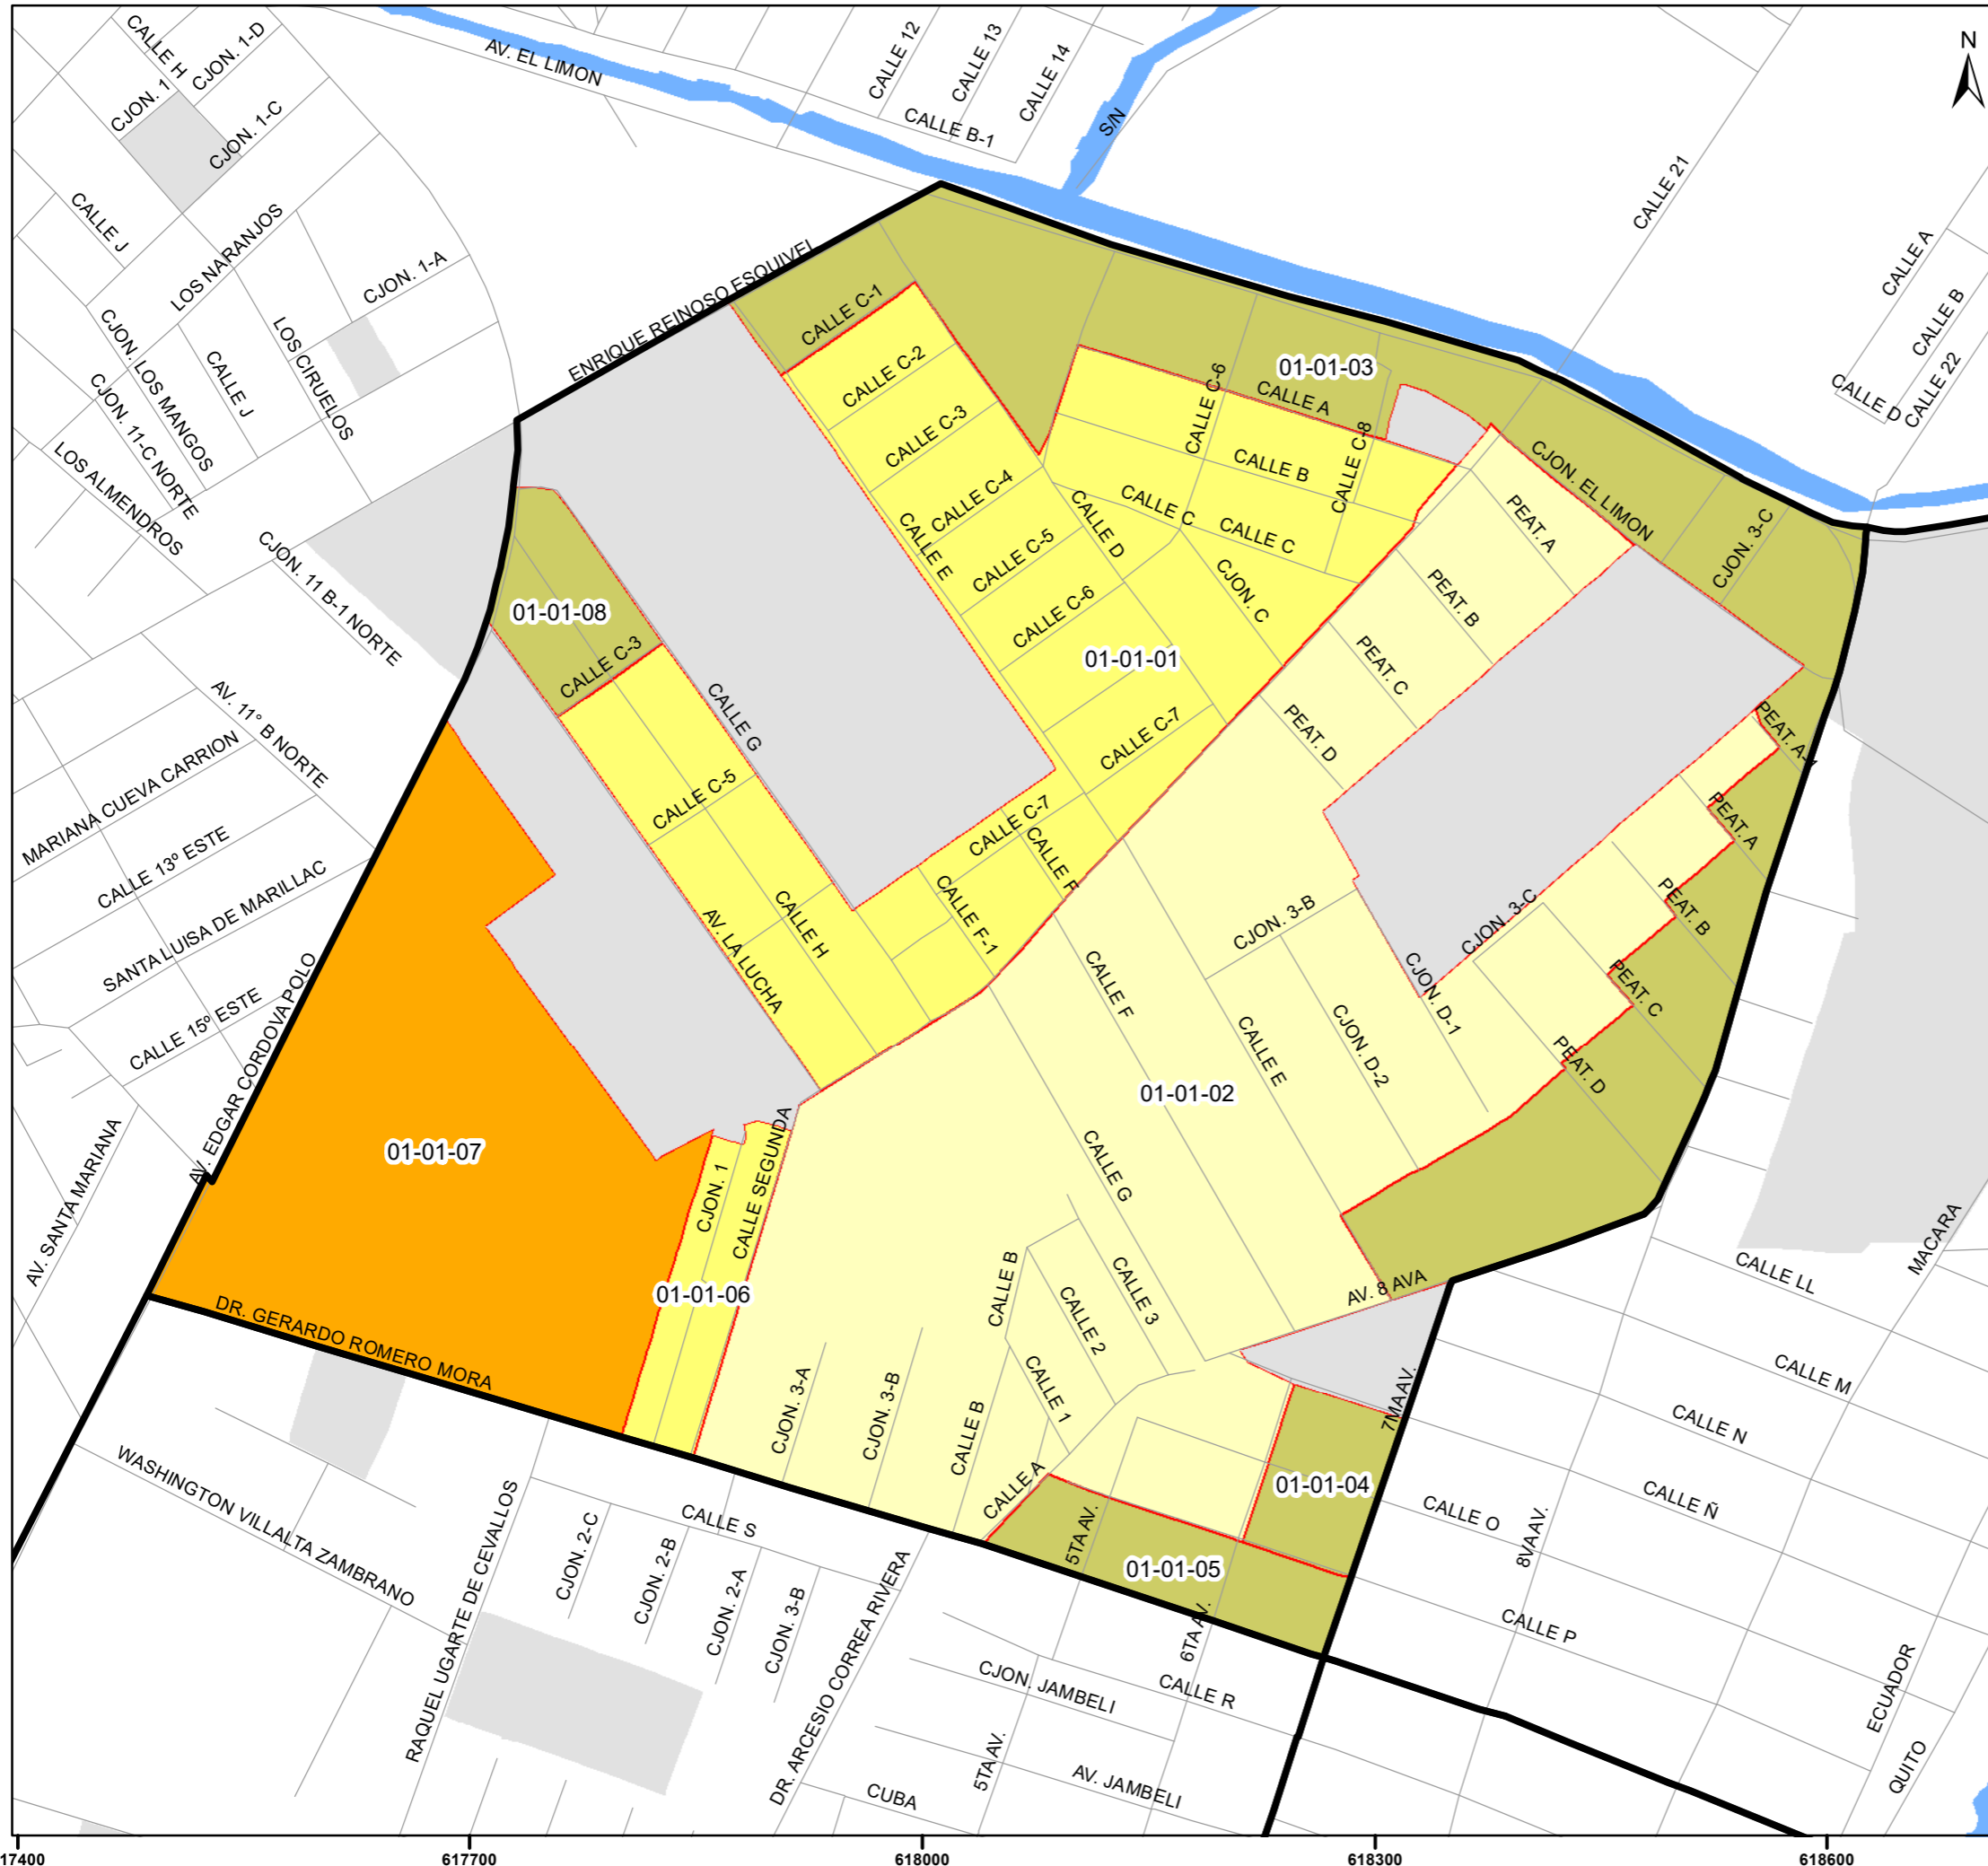 CALLE H
CJON. 1-D
CJON. 1
CJON. 1-C
AV. EL LIMON
CALLE 12
CALLE 13
CALLE 14
CALLE B-1
S/N
N
CALLE 21
CALLE A
CALLE B
CALLE 22
CALLE D
CALLE J
LOS NARANJOS
CJON. 1-A
CJON. LOS MANGOS
CALLE J
LOS CIRUELOS
CJON. 11-C NORTE
LOS ALMENDROS
ENRIQUE REINOSO ESQUIVEL
CALLE C-1
CALLE C-2
CALLE C-3
CALLE C-4
CALLE C-5
CALLE C-6
CALLE E
CALLE D
CALLE C-6
CALLE A
01-01-03
CALLE C-8
CALLE B
CALLE C
CALLE C
CJON. C
CJON. EL LIMON
CJON. 3-C
PEAT. A
PEAT. B
PEAT. C
PEAT. D
CJON. 11 B-1 NORTE
01-01-08
CALLE C-3
01-01-01
CALLE C-7
CALLE G
AV. 11° B NORTE
MARIANA CUEVA CARRION
CALLE 13º ESTE
SANTA LUISA DE MARILLAC
CALLE 15º ESTE
AV. EDGAR CORDOVA POLO
AV. SANTA MARIANA
CALLE C-5
CALLE H
AV. LA LUCHA
CALLE C-7
CALLE F
CALLE F-1
PEAT. A-1
PEAT. A
PEAT. B
PEAT. C
PEAT. D
CJON. 3-B
CJON. 3-C
CJON. D-1
CJON. D-2
CALLE F
CALLE E
01-01-02
CALLE G
01-01-07
CJON. 1
CALLE SEGUNDA
01-01-06
DR. GERARDO ROMERO MORA
CALLE B
CALLE 3
CALLE 2
CALLE 1
CJON. 3-A
CJON. 3-B
CALLE B
CALLE A
AV. 8 AVA
7MA AV.
01-01-04
01-01-05
5TA AV.
6TA AV.
MACARA
CALLE LL
CALLE M
CALLE N
CALLE Ñ
CALLE O
8VA AV.
CALLE P
ECUADOR
QUITO
WASHINGTON VILLALTA ZAMBRANO
RAQUEL UGARTE DE CEVALLOS
CALLE S
CJON. 2-C
CJON. 2-B
CJON. 2-A
CJON. 3-B
DR. ARCESIO CORREA RIVERA
CJON. JAMBELI
CALLE R
5TA AV.
AV. JAMBELI
CUBA
17400
617700
618000
618300
618600